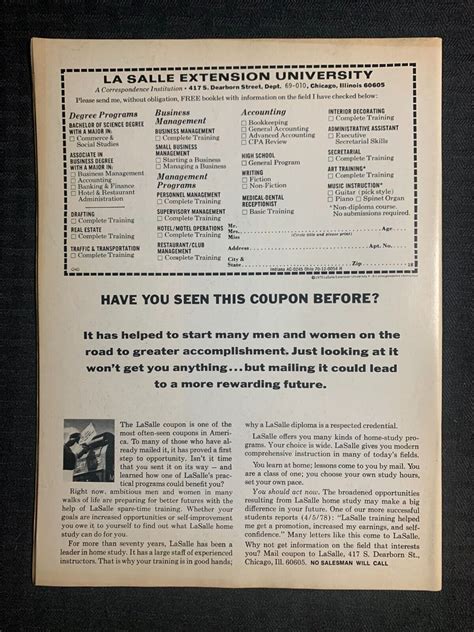 LA SALLE EXTENSION UNIVERSITY
A Correspondence Institution • 417 S. Dearborn Street, Dept. 69-010, Chicago, Illinois 60605
Please send me, without obligation, FREE booklet with information on the field I have checked below:
Degree Programs
BACHELOR OF SCIENCE DEGREE
WITH A MAJOR IN:
☐ Commerce &
Social Studies
ASSOCIATE IN
BUSINESS DEGREE
WITH A MAJOR IN:
☐ Business Management
☐ Accounting
☐ Banking & Finance
☐ Hotel & Restaurant
Administration
DRAFTING
☐ Complete Training
REAL ESTATE
☐ Complete Training
TRAFFIC & TRANSPORTATION
☐ Complete Training
Business
Management
BUSINESS MANAGEMENT
☐ Complete Training
SMALL BUSINESS
MANAGEMENT
☐ Starting a Business
☐ Managing a Business
Management
Programs
PERSONNEL MANAGEMENT
☐ Complete Training
SUPERVISORY MANAGEMENT
☐ Complete Training
HOTEL/MOTEL OPERATIONS
☐ Complete Training
RESTAURANT/CLUB
MANAGEMENT
☐ Complete Training
Accounting
☐ Bookkeeping
☐ General Accounting
☐ Advanced Accounting
☐ CPA Review
HIGH SCHOOL
☐ General Program
WRITING
☐ Fiction
☐ Non-Fiction
MEDICAL-DENTAL
RECEPTIONIST
☐ Basic Training
INTERIOR DECORATING
☐ Complete Training
ADMINISTRATIVE ASSISTANT
☐ Executive
Secretarial Skills
SECRETARIAL
☐ Complete Training
ART TRAINING*
☐ Complete Training
MUSIC INSTRUCTION*
☐ Guitar (pick style)
☐ Piano ☐ Spinet Organ
*Non-diploma course.
No submissions required.
Mr.
Mrs.
Miss
Age
(Please state and answer print)
Address
Apt. No.
City &
State
Zip
HAVE YOU SEEN THIS COUPON BEFORE?
It has helped to start many men and women on the
road to greater accomplishment. Just looking at it
won't get you anything...but mailing it could lead
to a more rewarding future.
The LaSalle coupon is one of the
most often-seen coupons in Ameri-
ca. To many of those who have al-
ready mailed it, it has proved a first
step to opportunity. Isn't it time
that you sent it on its way -- and
learned how one of LaSalle's prac-
tical programs could benefit you?
Right now, ambitious men and women in many
walks of life are preparing for better futures with the
help of LaSalle spare-time training. Whether your
goals are increased opportunities or self-improvement
you owe it to yourself to find out what LaSalle home
study can do for you.
For more than seventy years, LaSalle has been a
leader in home study. It has a large staff of experienced
instructors. That is why your training is in good hands;
why a LaSalle diploma is a respected credential.
LaSalle offers you many kinds of home-study pro-
grams. Your choice is wide. LaSalle gives you modern
comprehensive instruction in many of today's fields.
You learn at home; lessons come to you by mail. You
are a class of one; you choose your own study hours,
set your own pace.
You should act now. The broadened opportunities
resulting from LaSalle home study may make a big
difference in your future. One of our more successful
students reports (4/5/78): "LaSalle training helped
me get a promotion, increased my earnings, and self-
confidence." Many letters like this come to LaSalle.
Why not get information on the field that interests
you? Mail coupon to LaSalle, 417 S. Dearborn St.,
Chicago, Ill. 60605. NO SALESMAN WILL CALL